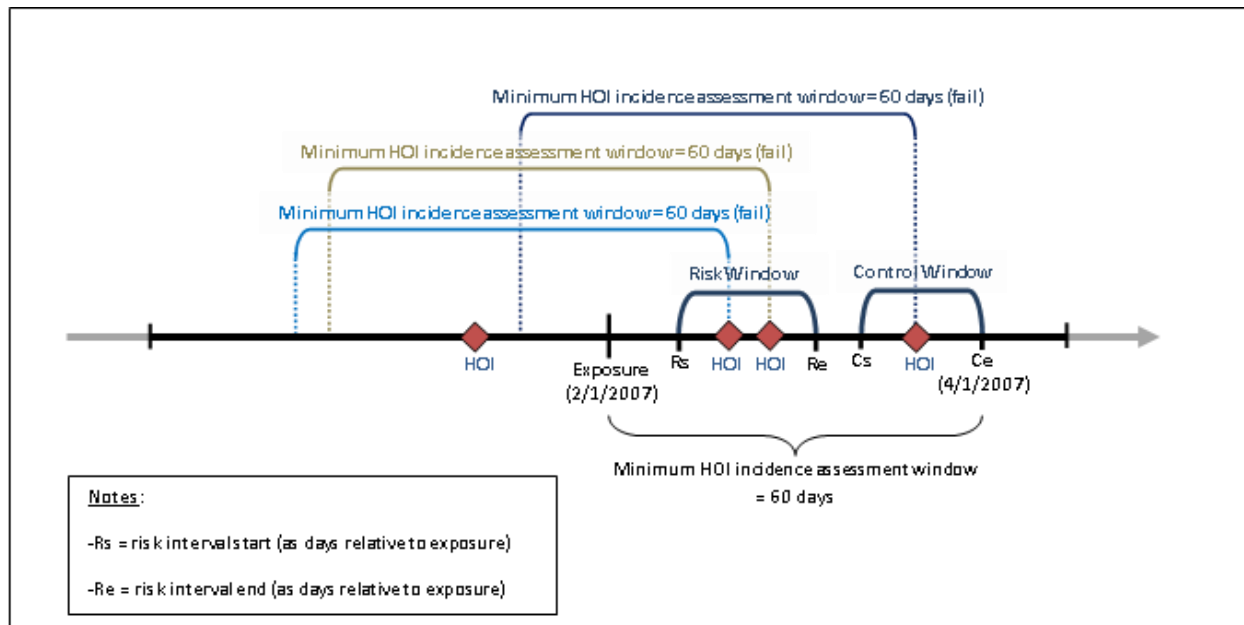 Minimum HOI incidence assessment window = 60 days (fail)
Minimum HOI incidence assessment window = 60 days (fail)
Minimum HOI incidence assessment window = 60 days (fail)
Risk Window
Control Window
HOI
Exposure
(2/1/2007)
Rs
HOI
HOI
Re
Cs
HOI
Ce
(4/1/2007)
Minimum HOI incidence assessment window
= 60 days
Notes:
-Rs = risk interval start (as days relative to exposure)
-Re = risk interval end (as days relative to exposure)